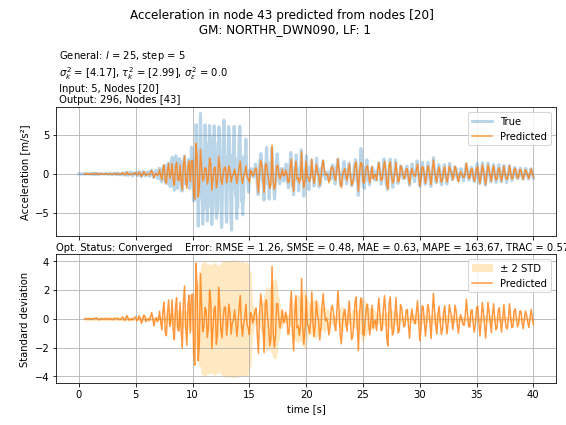 Acceleration in node 43 predicted from nodes [20]
GM: NORTHR_DWN090, LF: 1
General: l = 25, step = 5
σ²ₖ = [4.17], τ²ₖ = [2.99], σ²ₑ = 0.0
Input: 5, Nodes [20]
Output: 296, Nodes [43]
True
Predicted
Acceleration [m/s²]
5
0
−5
Opt. Status: Converged Error: RMSE = 1.26, SMSE = 0.48, MAE = 0.63, MAPE = 163.67, TRAC = 0.57
± 2 STD
Predicted
Standard deviation
4
2
0
−2
−4
0 5 10 15 20 25 30 35 40
time [s]